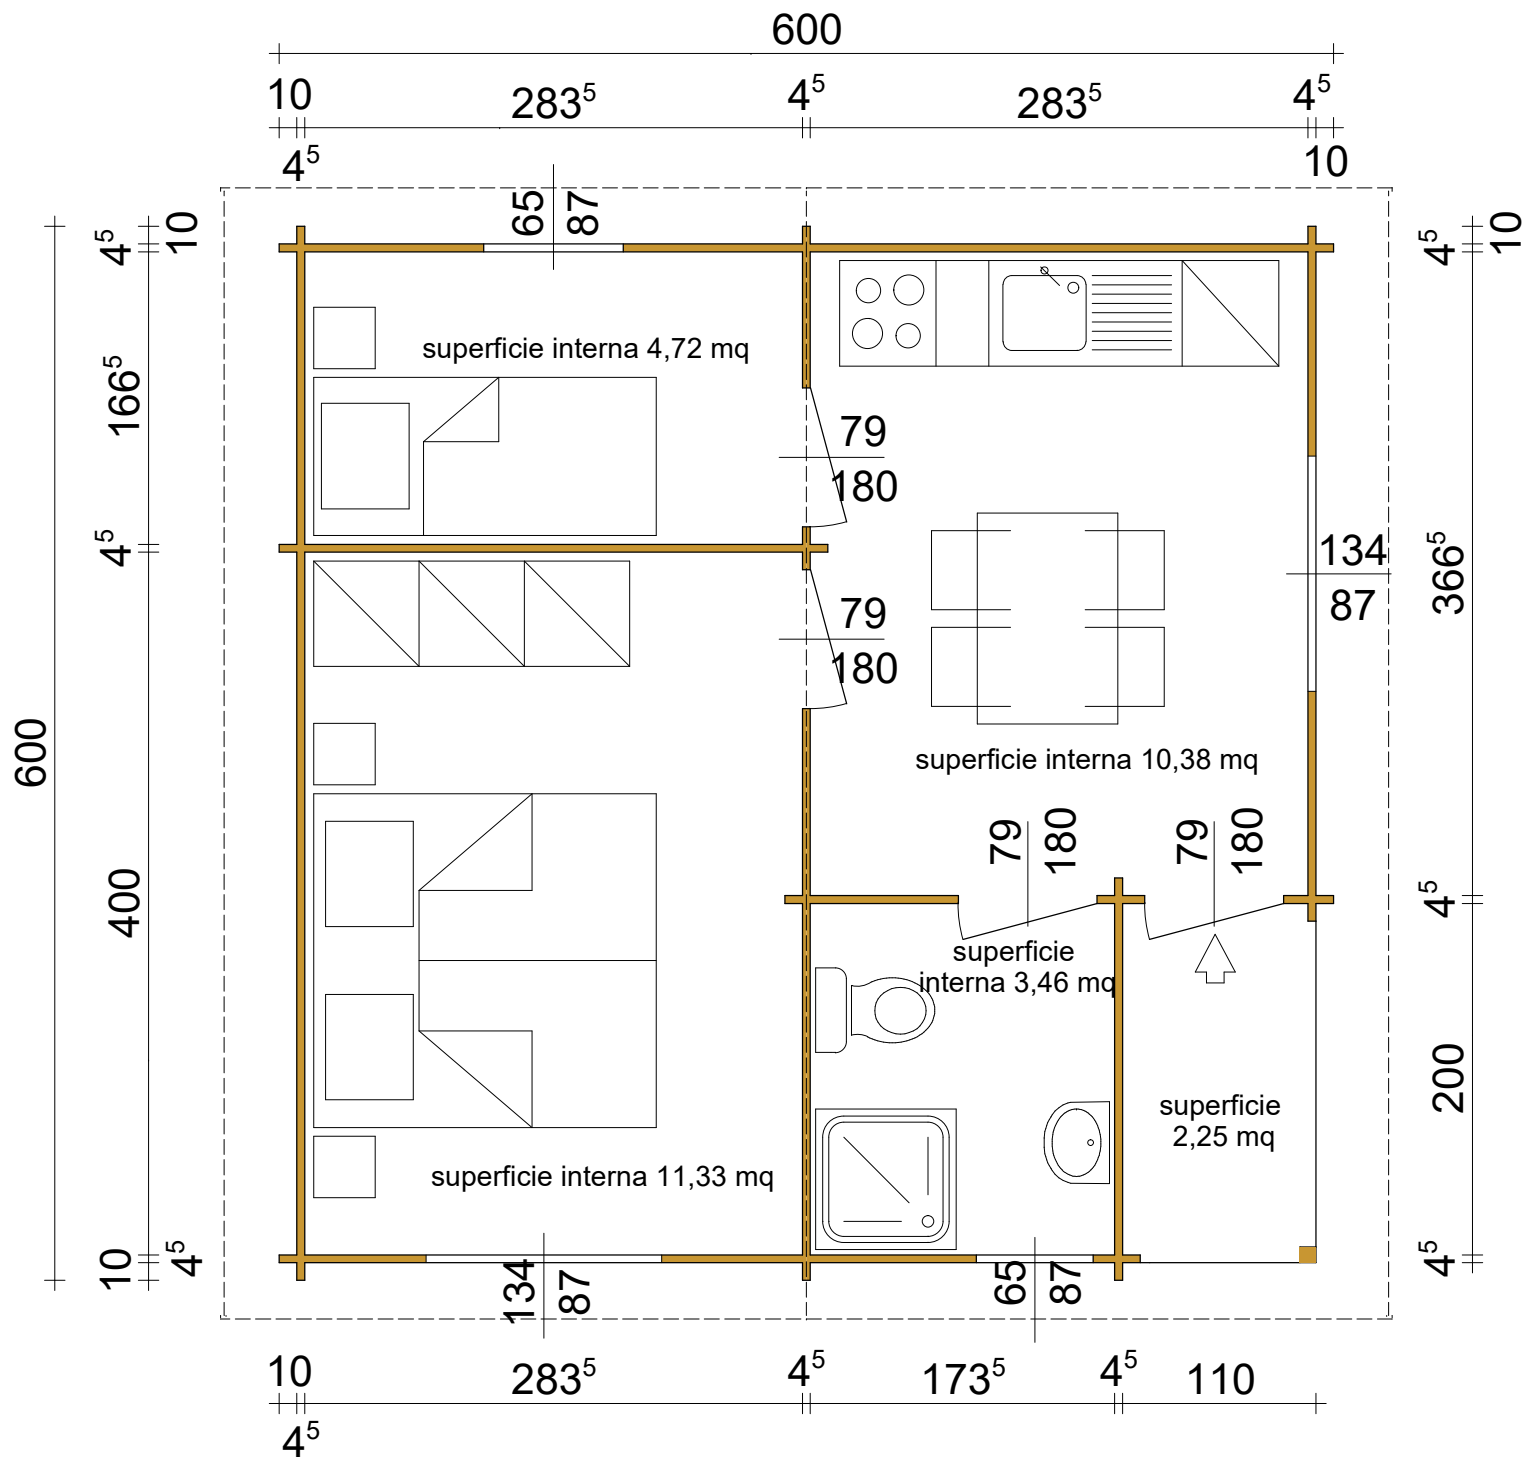 600
10 283⁵ 4⁵ 283⁵ 4⁵
4⁵ 10
65 87
10 4⁵ 4⁵ 10
166⁵
superficie interna 4,72 mq
79
180
4⁵
134
87
366⁵
79
180
600
superficie interna 10,38 mq
79 180 79 180
400
4⁵
superficie
interna 3,46 mq
200
superficie
2,25 mq
superficie interna 11,33 mq
10 4⁵ 4⁵
134 87 65 87
10 283⁵ 4⁵ 173⁵ 4⁵ 110
4⁵